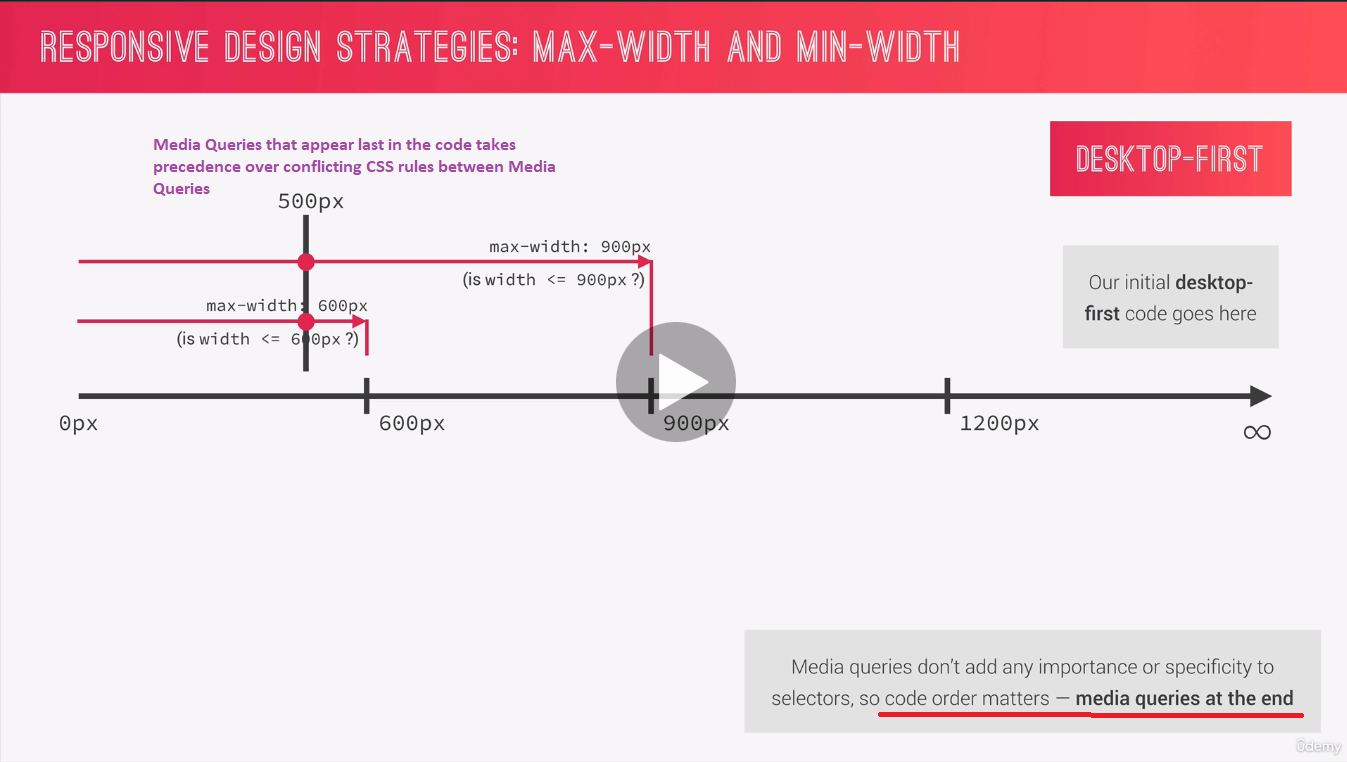 RESPONSIVE DESIGN STRATEGIES: MAX-WIDTH AND MIN-WIDTH
Media Queries that appear last in the code takes
precedence over conflicting CSS rules between Media
Queries
DESKTOP-FIRST
500px
max-width: 900px
(is width <= 900px ?)
max-width: 600px
(is width <= 600px ?)
Our initial desktop-
first code goes here
0px
600px
900px
1200px
∞
Media queries don't add any importance or specificity to
selectors, so code order matters — media queries at the end
ûdemy